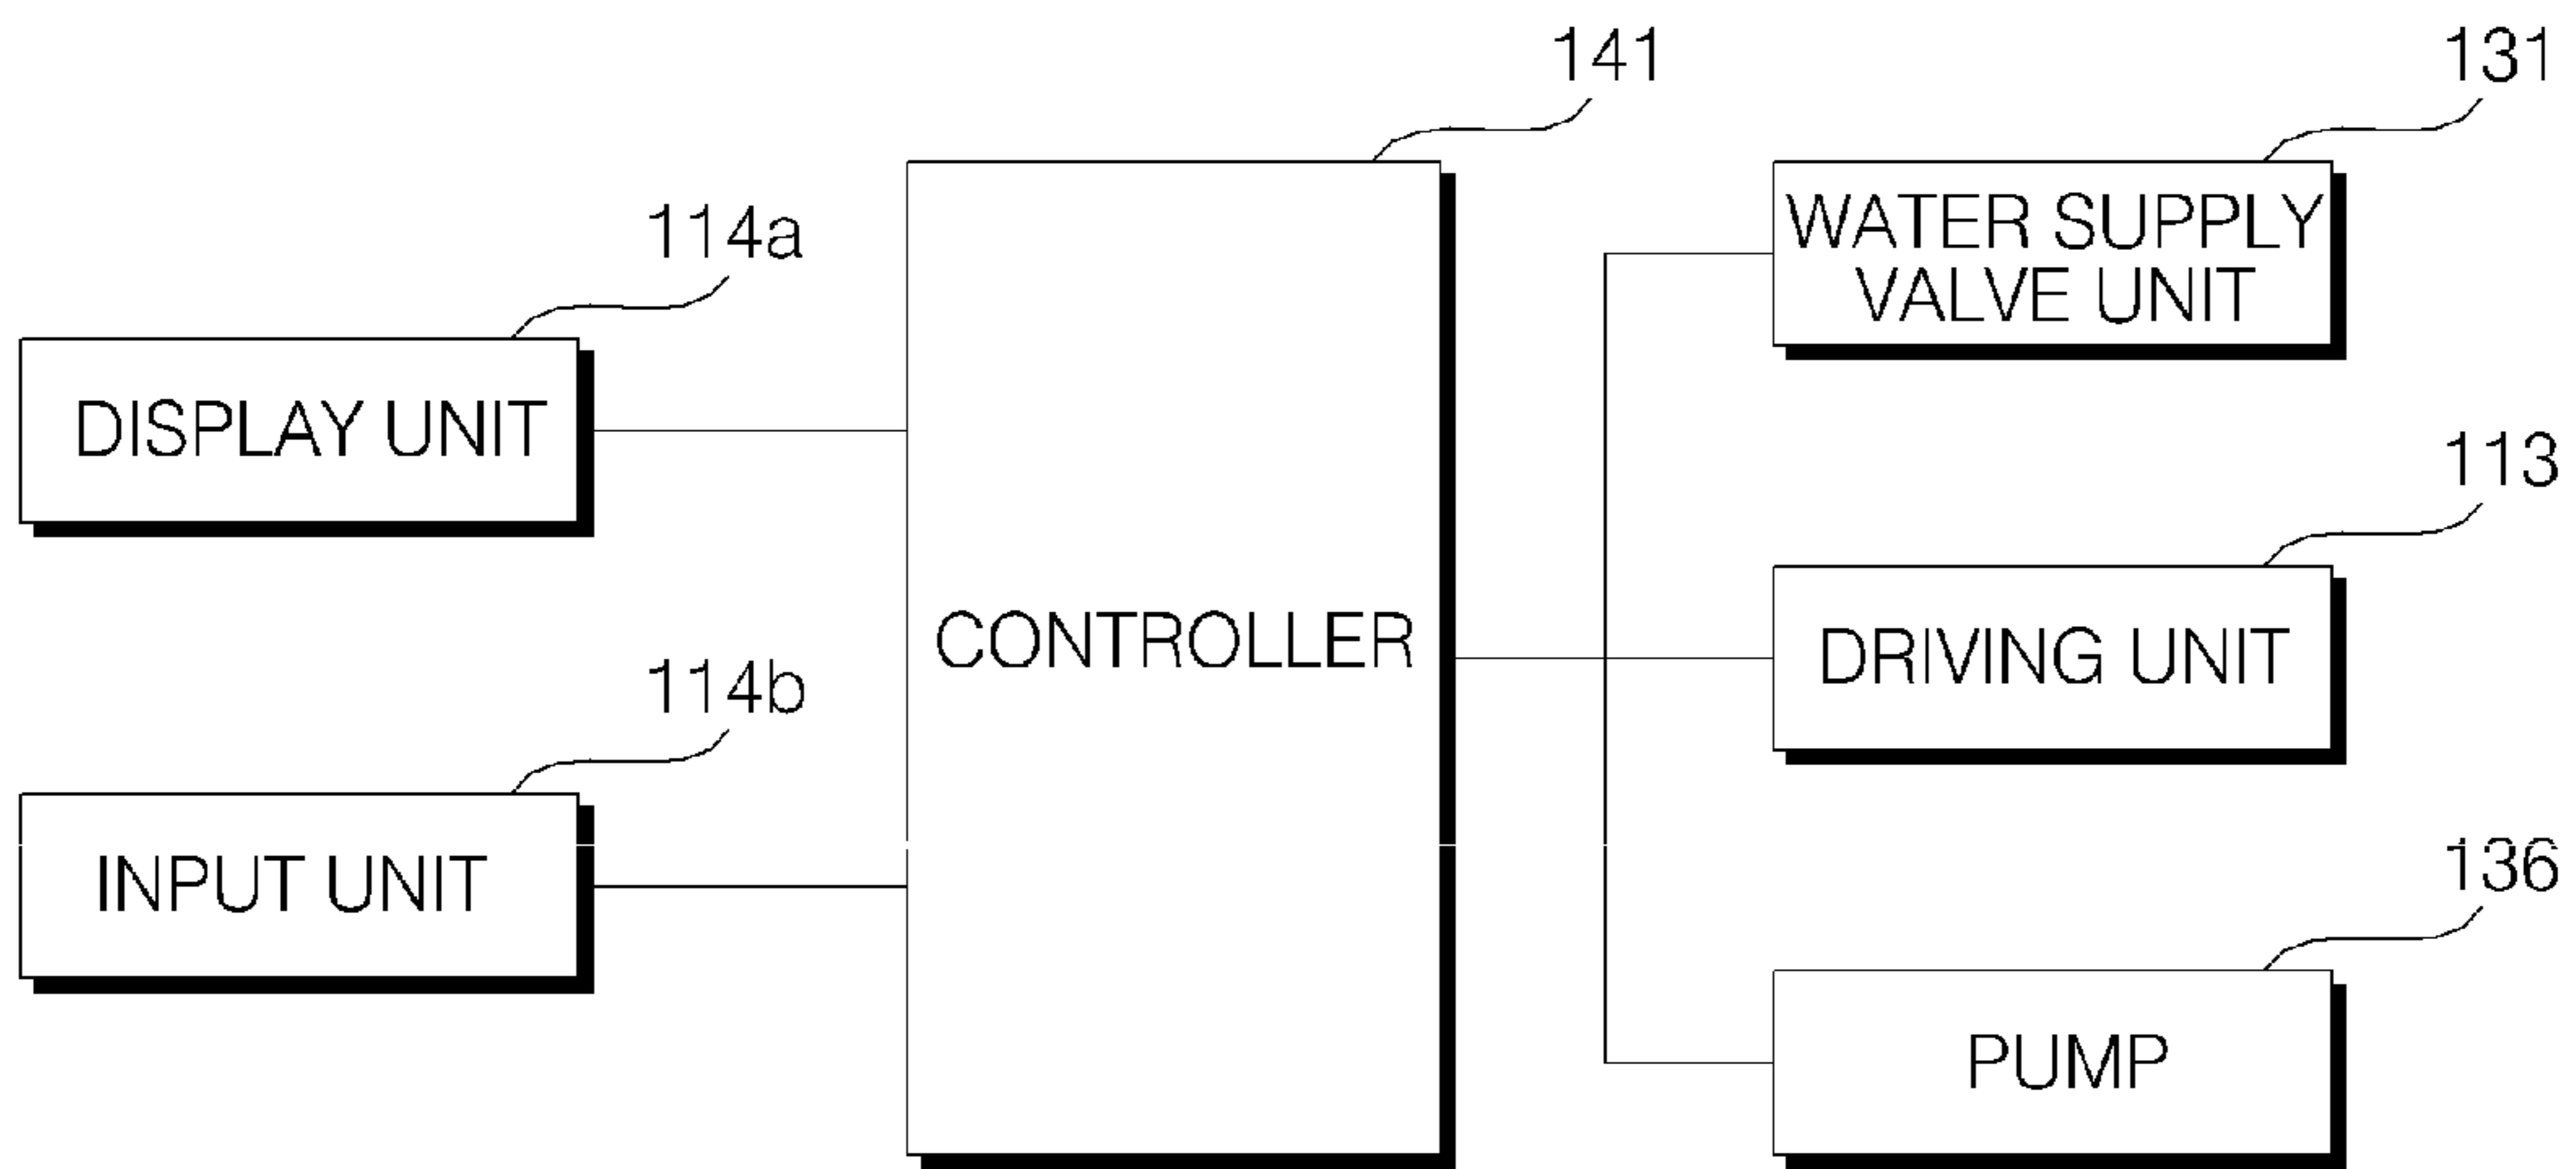 141
131
114a
WATER SUPPLY
VALVE UNIT
DISPLAY UNIT
113
CONTROLLER
DRIVING UNIT
114b
136
INPUT UNIT
PUMP